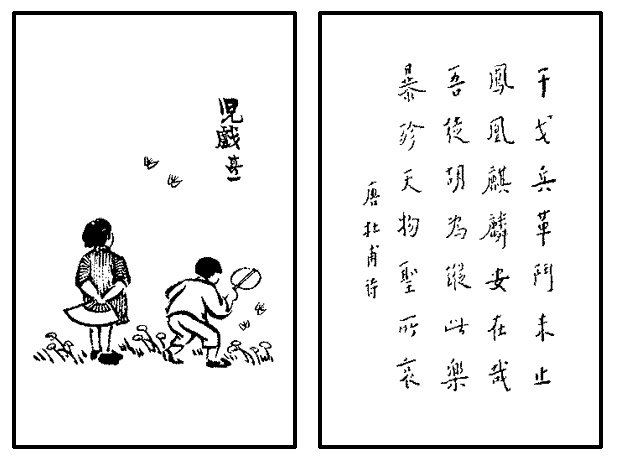 兒戲其一
干戈兵革鬥未止
鳳凰麒麟安在哉
吾徒胡為縱此樂
暴殄天物聖所哀
唐杜甫詩